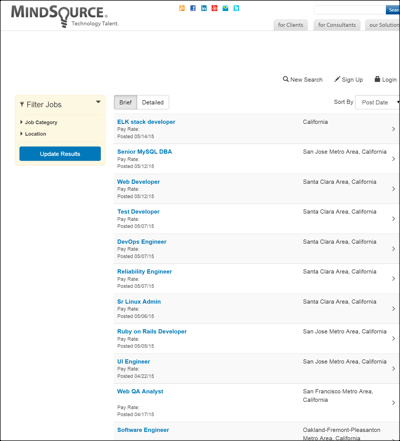 MINDSOURCE®
Technology Talent.
Sear
for Clients
for Consultants
our Solution
New Search
Sign Up
Login
Filter Jobs
Job Category
Location
Update Results
Brief
Detailed
Sort By
Post Date
ELK stack developer
California
Pay Rate:
Posted 05/14/15
Senior MySQL DBA
San Jose Metro Area, California
Pay Rate:
Posted 05/12/15
Web Developer
Santa Clara Area, California
Pay Rate:
Posted 05/12/15
Test Developer
Santa Clara Area, California
Pay Rate:
Posted 05/07/15
DevOps Engineer
Santa Clara Area, California
Pay Rate:
Posted 05/07/15
Reliability Engineer
Santa Clara Area, California
Pay Rate:
Posted 05/07/15
Sr Linux Admin
Santa Clara Area, California
Pay Rate:
Posted 05/06/15
Ruby on Rails Developer
San Jose Metro Area, California
Pay Rate:
Posted 05/05/15
UI Engineer
San Jose Metro Area, California
Pay Rate:
Posted 04/22/15
Web QA Analyst
San Francisco Metro Area,
California
Pay Rate:
Posted 04/17/15
Software Engineer
Oakland-Fremont-Pleasanton
Metro Area, California